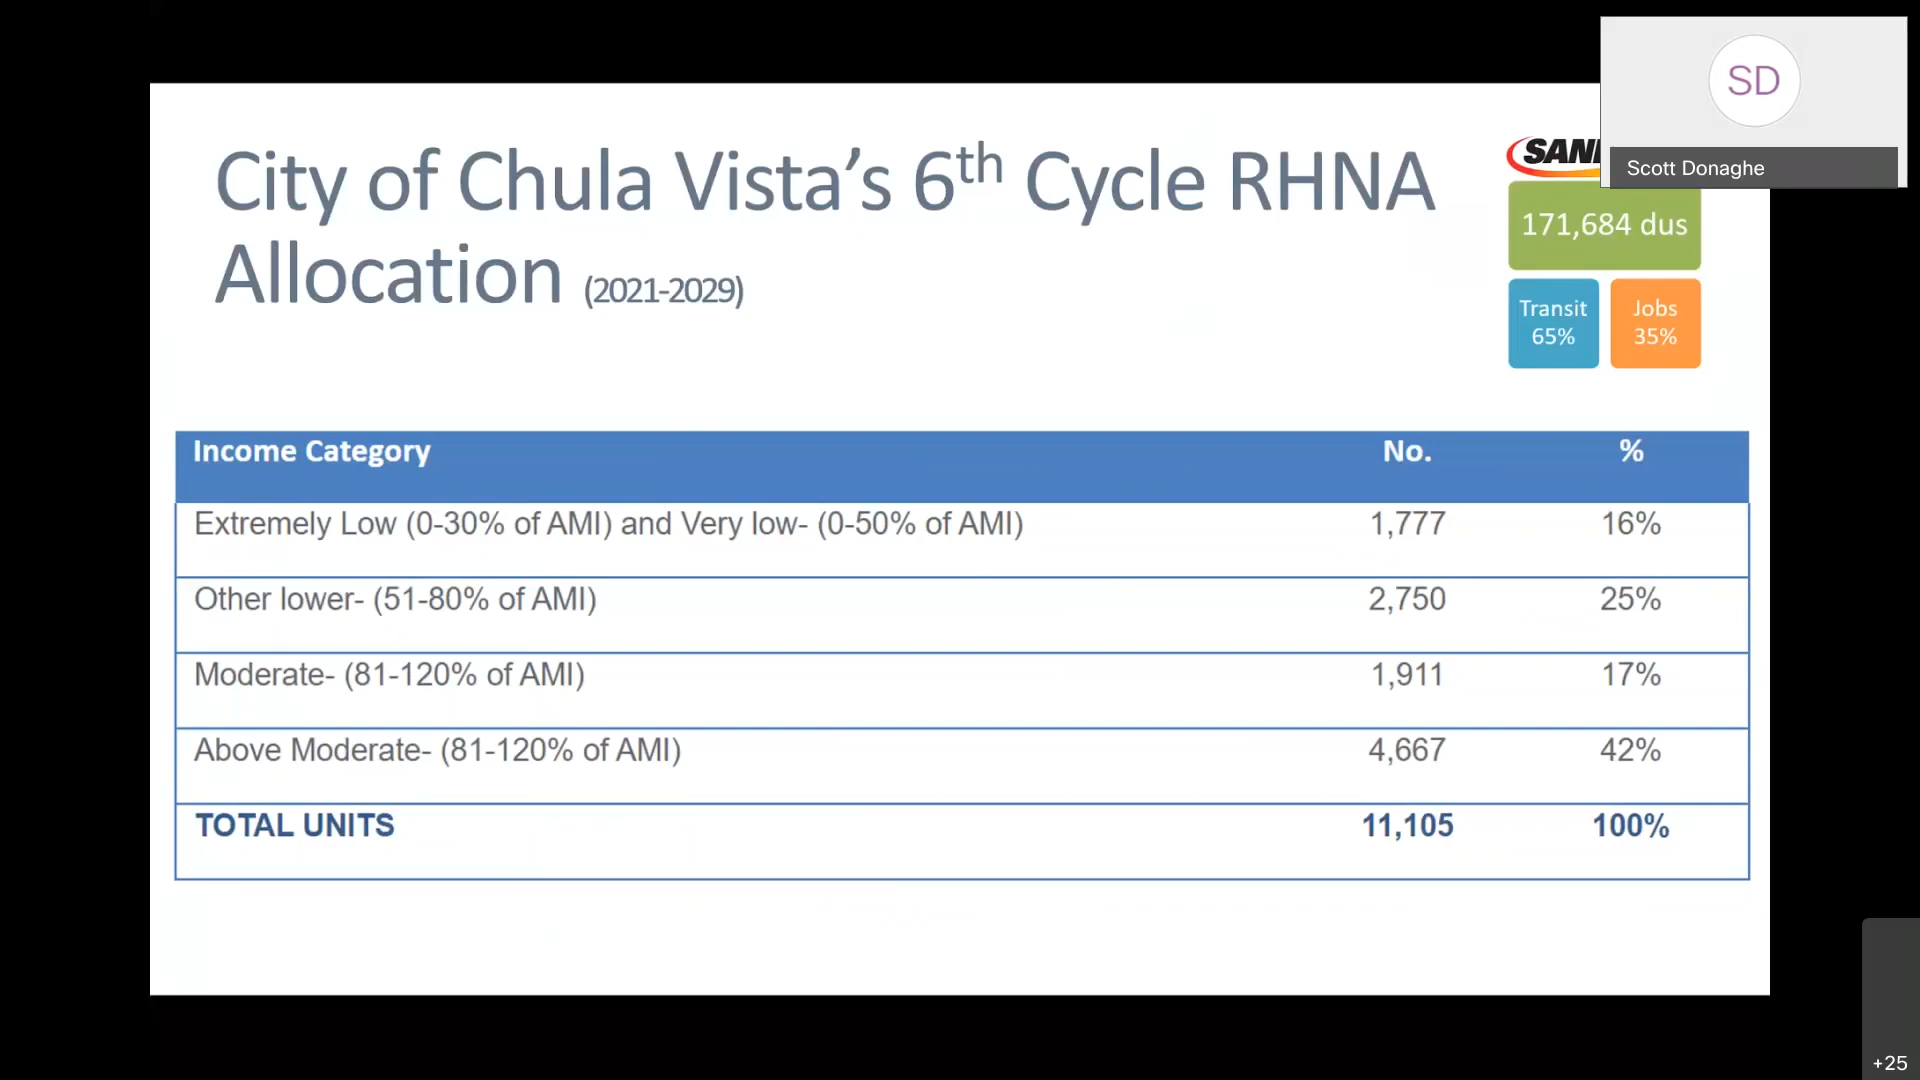 City of Chula Vista’s 6th Cycle RHNA
Allocation (2021-2029)
SD
Scott Donaghe
171,684 dus
Transit
65%
Jobs
35%
Income Category No. %
Extremely Low (0-30% of AMI) and Very low- (0-50% of AMI) 1,777 16%
Other lower- (51-80% of AMI) 2,750 25%
Moderate- (81-120% of AMI) 1,911 17%
Above Moderate- (81-120% of AMI) 4,667 42%
TOTAL UNITS 11,105 100%
+25